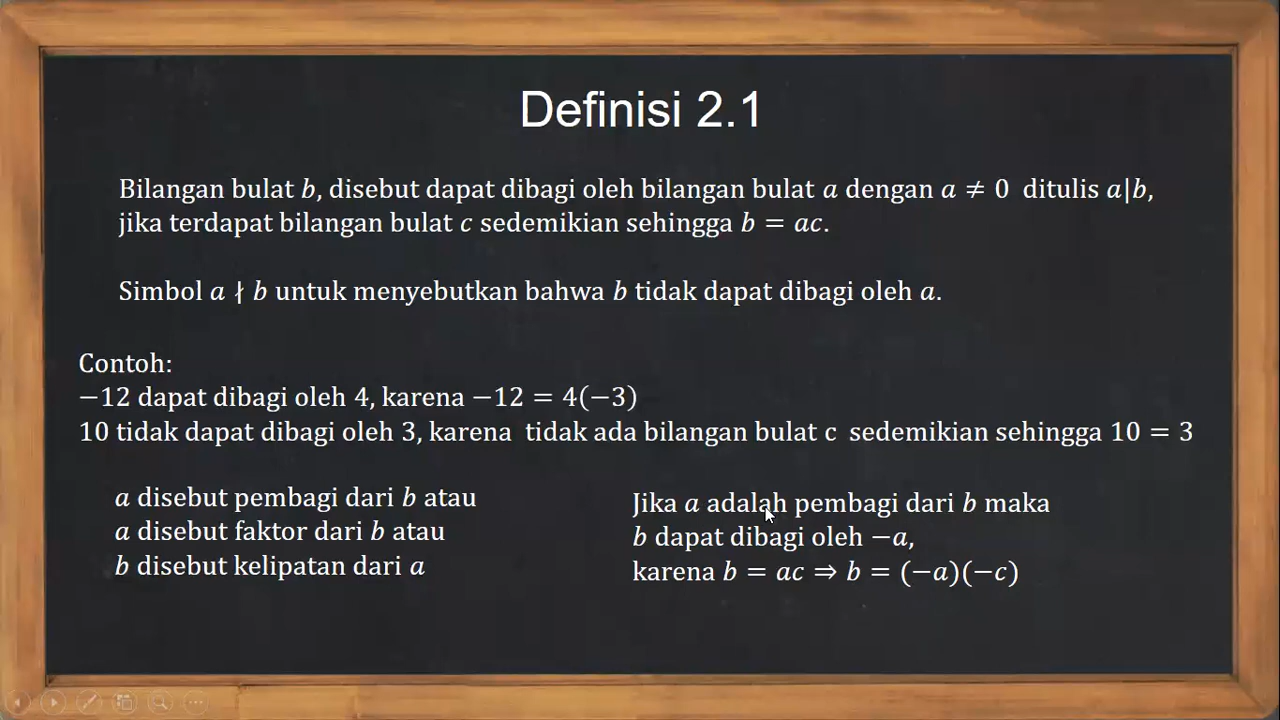 Definisi 2.1
Bilangan bulat b, disebut dapat dibagi oleh bilangan bulat a dengan a ≠ 0 ditulis a|b,
jika terdapat bilangan bulat c sedemikian sehingga b = ac.
Simbol a ∤ b untuk menyebutkan bahwa b tidak dapat dibagi oleh a.
Contoh:
−12 dapat dibagi oleh 4, karena −12 = 4(−3)
10 tidak dapat dibagi oleh 3, karena tidak ada bilangan bulat c sedemikian sehingga 10 = 3
a disebut pembagi dari b atau
a disebut faktor dari b atau
b disebut kelipatan dari a
Jika a adalah pembagi dari b maka
b dapat dibagi oleh −a,
karena b = ac ⇒ b = (−a)(−c)